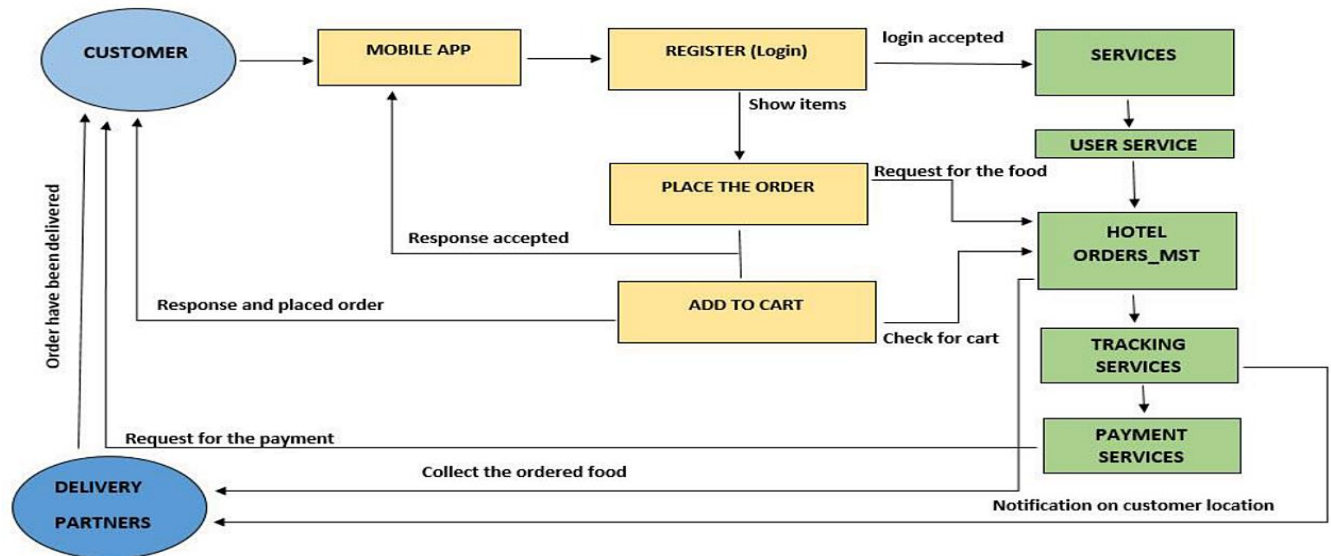 CUSTOMER
MOBILE APP
REGISTER (Login)
login accepted
SERVICES
Show items
USER SERVICE
PLACE THE ORDER
Request for the food
HOTEL
ORDERS_MST
Response accepted
Order have been delivered
Response and placed order
ADD TO CART
Check for cart
TRACKING
SERVICES
Request for the payment
PAYMENT
SERVICES
Collect the ordered food
DELIVERY
PARTNERS
Notification on customer location